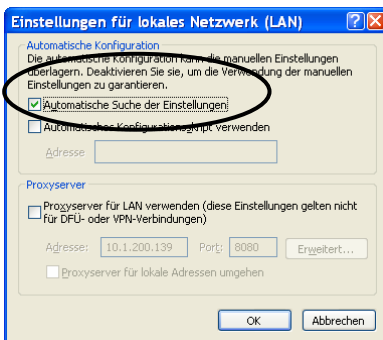 Einstellungen für lokales Netzwerk (LAN)
Automatische Konfiguration
Die automatische Konfiguration kann die manuellen Einstellungen
überlagern. Deaktivieren Sie sie, um die Verwendung der manuellen
Einstellungen zu garantieren.
Automatische Suche der Einstellungen
Automatisches Konfigurationsskript verwenden
Adresse
Proxyserver
Proxyserver für LAN verwenden (diese Einstellungen gelten nicht
für DFÜ- oder VPN-Verbindungen)
Adresse: 10.1.200.139 Port: 8080 Erweitert...
Proxyserver für lokale Adressen umgehen
OK Abbrechen